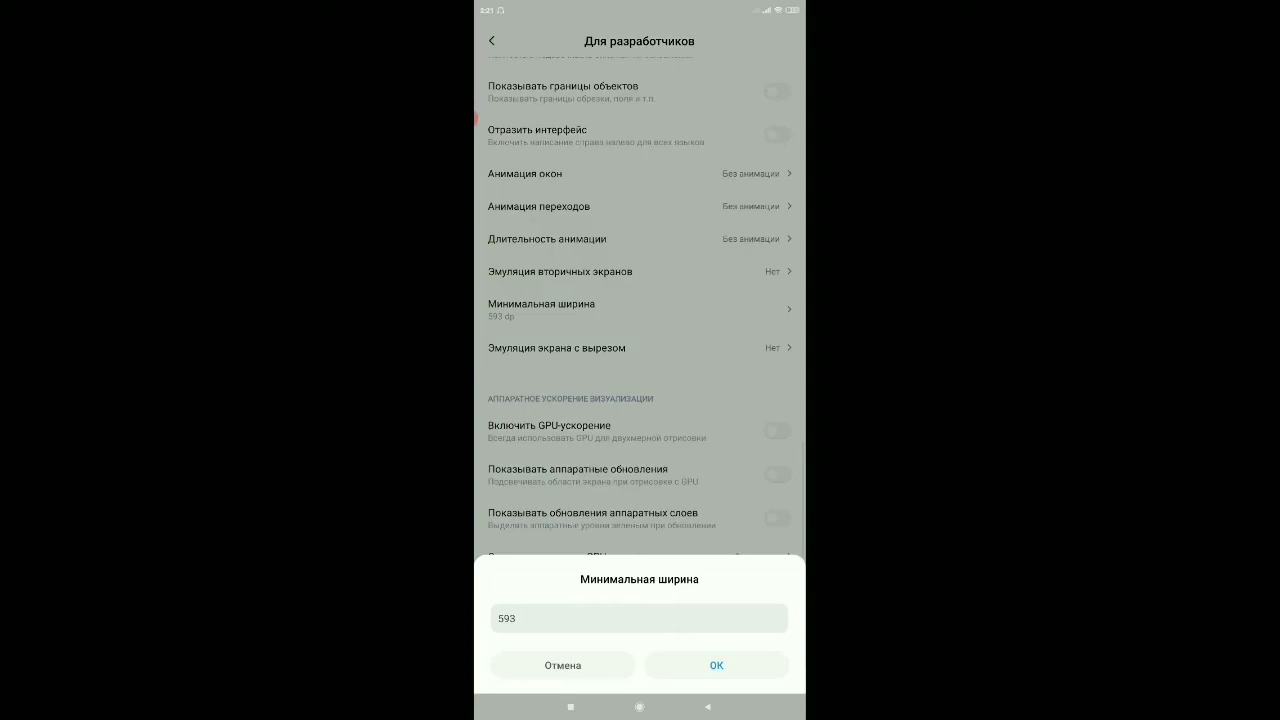 2:21
Для разработчиков
Показывать границы объектов
Показывать границы обрезки, поля и т.п.
Отразить интерфейс
Включить написание справа налево для всех языков
Анимация окон
Без анимации
Анимация переходов
Без анимации
Длительность анимации
Без анимации
Эмуляция вторичных экранов
Нет
Минимальная ширина
593 dp
Эмуляция экрана с вырезом
Нет
АППАРАТНОЕ УСКОРЕНИЕ ВИЗУАЛИЗАЦИИ
Включить GPU-ускорение
Всегда использовать GPU для двухмерной отрисовки
Показывать аппаратные обновления
Подсвечивать области экрана при отрисовке с GPU
Показывать обновления аппаратных слоев
Выделять аппаратные уровни зеленым при обновлении
Минимальная ширина
593
Отмена
ОК